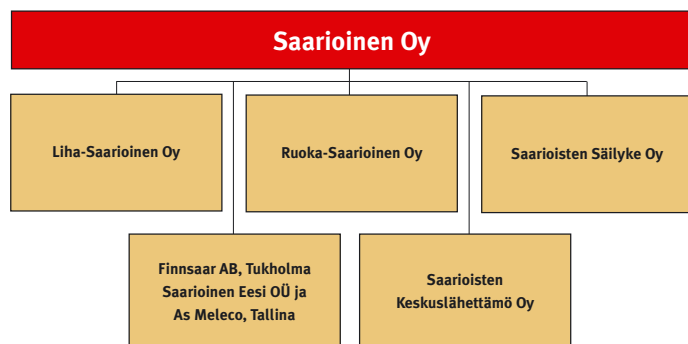 Saarioinen Oy
Liha-Saarioinen Oy
Ruoka-Saarioinen Oy
Saarioisten Säilyke Oy
Finnsaar AB, Tukholma
Saarioinen Eesi OÜ ja
As Meleco, Tallina
Saarioisten
Keskuslähettämö Oy